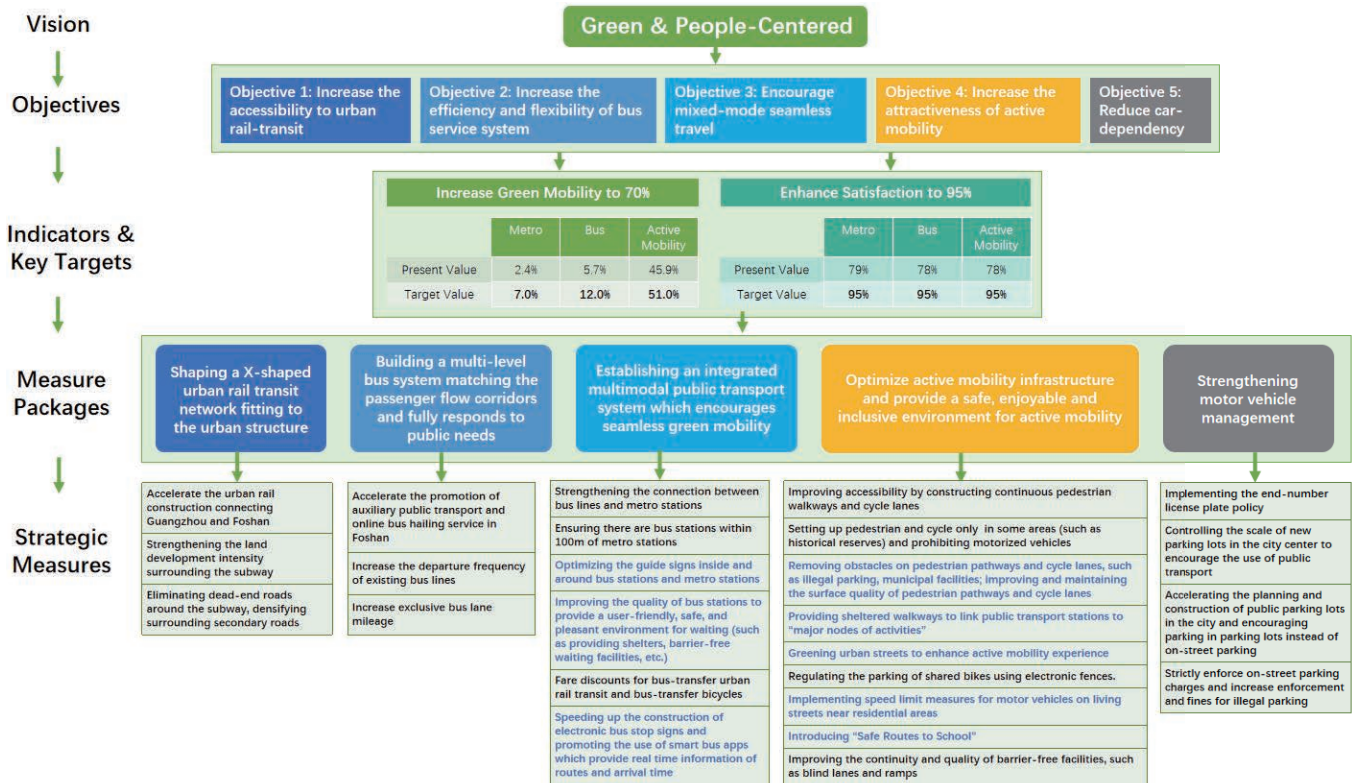 Vision
Green & People-Centered
Objectives
Objective 1: Increase the
accessibility to urban
rail-transit
Objective 2: Increase the
efficiency and flexibility of bus
service system
Objective 3: Encourage
mixed-mode seamless
travel
Objective 4: Increase the
attractiveness of active
mobility
Objective 5:
Reduce car-
dependency
Indicators &
Key Targets
Increase Green Mobility to 70%
Metro Bus Active
Mobility
Present Value 2.4% 5.7% 45.9%
Target Value 7.0% 12.0% 51.0%
Enhance Satisfaction to 95%
Metro Bus Active
Mobility
Present Value 79% 78% 78%
Target Value 95% 95% 95%
Measure
Packages
Shaping a X-shaped
urban rail transit
network fitting to
the urban structure
Building a multi-level
bus system matching the
passenger flow corridors
and fully responds to
public needs
Establishing an integrated
multimodal public transport
system which encourages
seamless green mobility
Optimize active mobility infrastructure
and provide a safe, enjoyable and
inclusive environment for active mobility
Strengthening
motor vehicle
management
Strategic
Measures
Accelerate the urban rail
construction connecting
Guangzhou and Foshan
Strengthening the land
development intensity
surrounding the subway
Eliminating dead-end roads
around the subway, densifying
surrounding secondary roads
Accelerate the promotion of
auxiliary public transport and
online bus hailing service in
Foshan
Increase the departure frequency
of existing bus lines
Increase exclusive bus lane
mileage
Strengthening the connection between
bus lines and metro stations
Ensuring there are bus stations within
100m of metro stations
Optimizing the guide signs inside and
around bus stations and metro stations
Improving the quality of bus stations to
provide a user-friendly, safe, and
pleasant environment for waiting (such
as providing shelters, barrier-free
waiting facilities, etc.)
Fare discounts for bus-transfer urban
rail transit and bus-transfer bicycles
Speeding up the construction of
electronic bus stop signs and
promoting the use of smart bus apps
which provide real time information of
routes and arrival time
Improving accessibility by constructing continuous pedestrian
walkways and cycle lanes
Setting up pedestrian and cycle only in some areas (such as
historical reserves) and prohibiting motorized vehicles
Removing obstacles on pedestrian pathways and cycle lanes, such
as illegal parking, municipal facilities; improving and maintaining
the surface quality of pedestrian pathways and cycle lanes
Providing sheltered walkways to link public transport stations to
“major nodes of activities”
Greening urban streets to enhance active mobility experience
Regulating the parking of shared bikes using electronic fences.
Implementing speed limit measures for motor vehicles on living
streets near residential areas
Introducing “Safe Routes to School”
Improving the continuity and quality of barrier-free facilities, such
as blind lanes and ramps
Implementing the end-number
license plate policy
Controlling the scale of new
parking lots in the city center to
encourage the use of public
transport
Accelerating the planning and
construction of public parking lots
in the city and encouraging
parking in parking lots instead of
on-street parking
Strictly enforce on-street parking
charges and increase enforcement
and fines for illegal parking